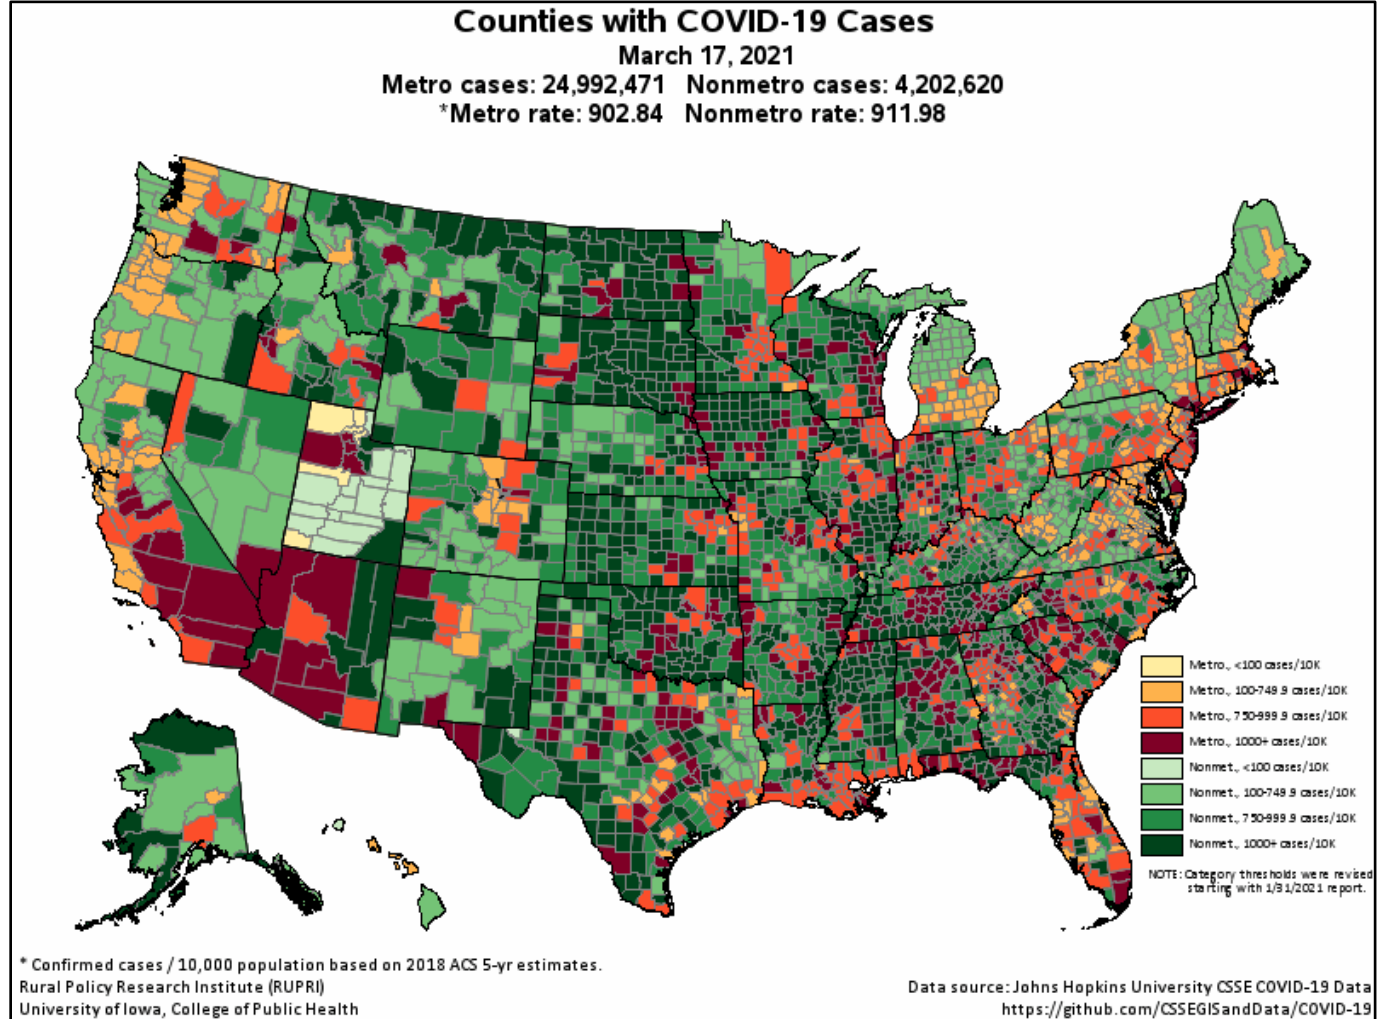 Counties with COVID-19 Cases
March 17, 2021
Metro cases: 24,992,471 Nonmetro cases: 4,202,620
*Metro rate: 902.84 Nonmetro rate: 911.98
Metro., <100 cases/10K
Metro., 100-749.9 cases/10K
Metro., 750-999.9 cases/10K
Metro., 1000+ cases/10K
Nonmet., <100 cases/10K
Nonmet., 100-749.9 cases/10K
Nonmet., 750-999.9 cases/10K
Nonmet., 1000+ cases/10K
NOTE: Category thresholds were revised
starting with 1/31/2021 report.
* Confirmed cases / 10,000 population based on 2018 ACS 5-yr estimates.
Rural Policy Research Institute (RUPRI)
University of Iowa, College of Public Health
Data source: Johns Hopkins University CSSE COVID-19 Data
https://github.com/CSSEGISandData/COVID-19